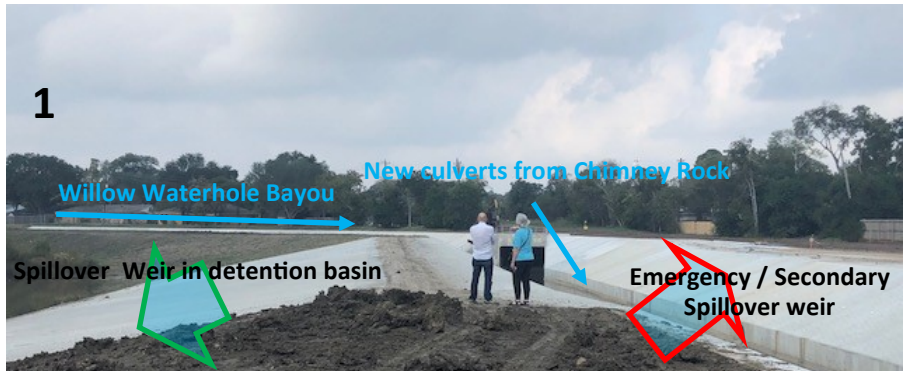 1
New culverts from Chimney Rock
Willow Waterhole Bayou
Spillover Weir in detention basin
Emergency / Secondary
Spillover weir